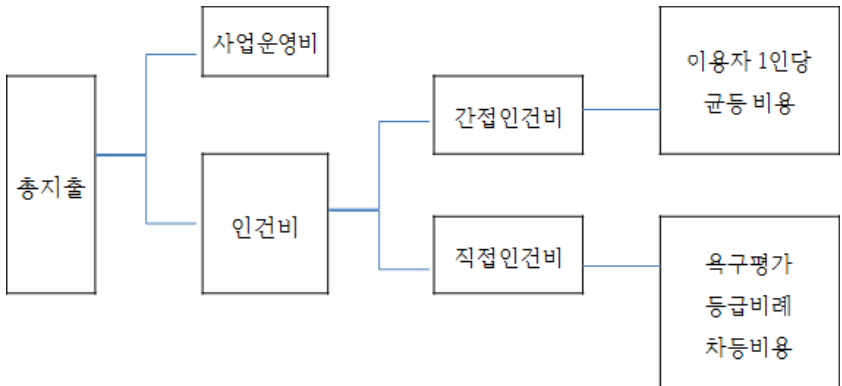 총지출
사업운영비
인건비
간접인건비
직접인건비
이용자 1인당
균등 비용
욕구평가
등급비례
차등비용